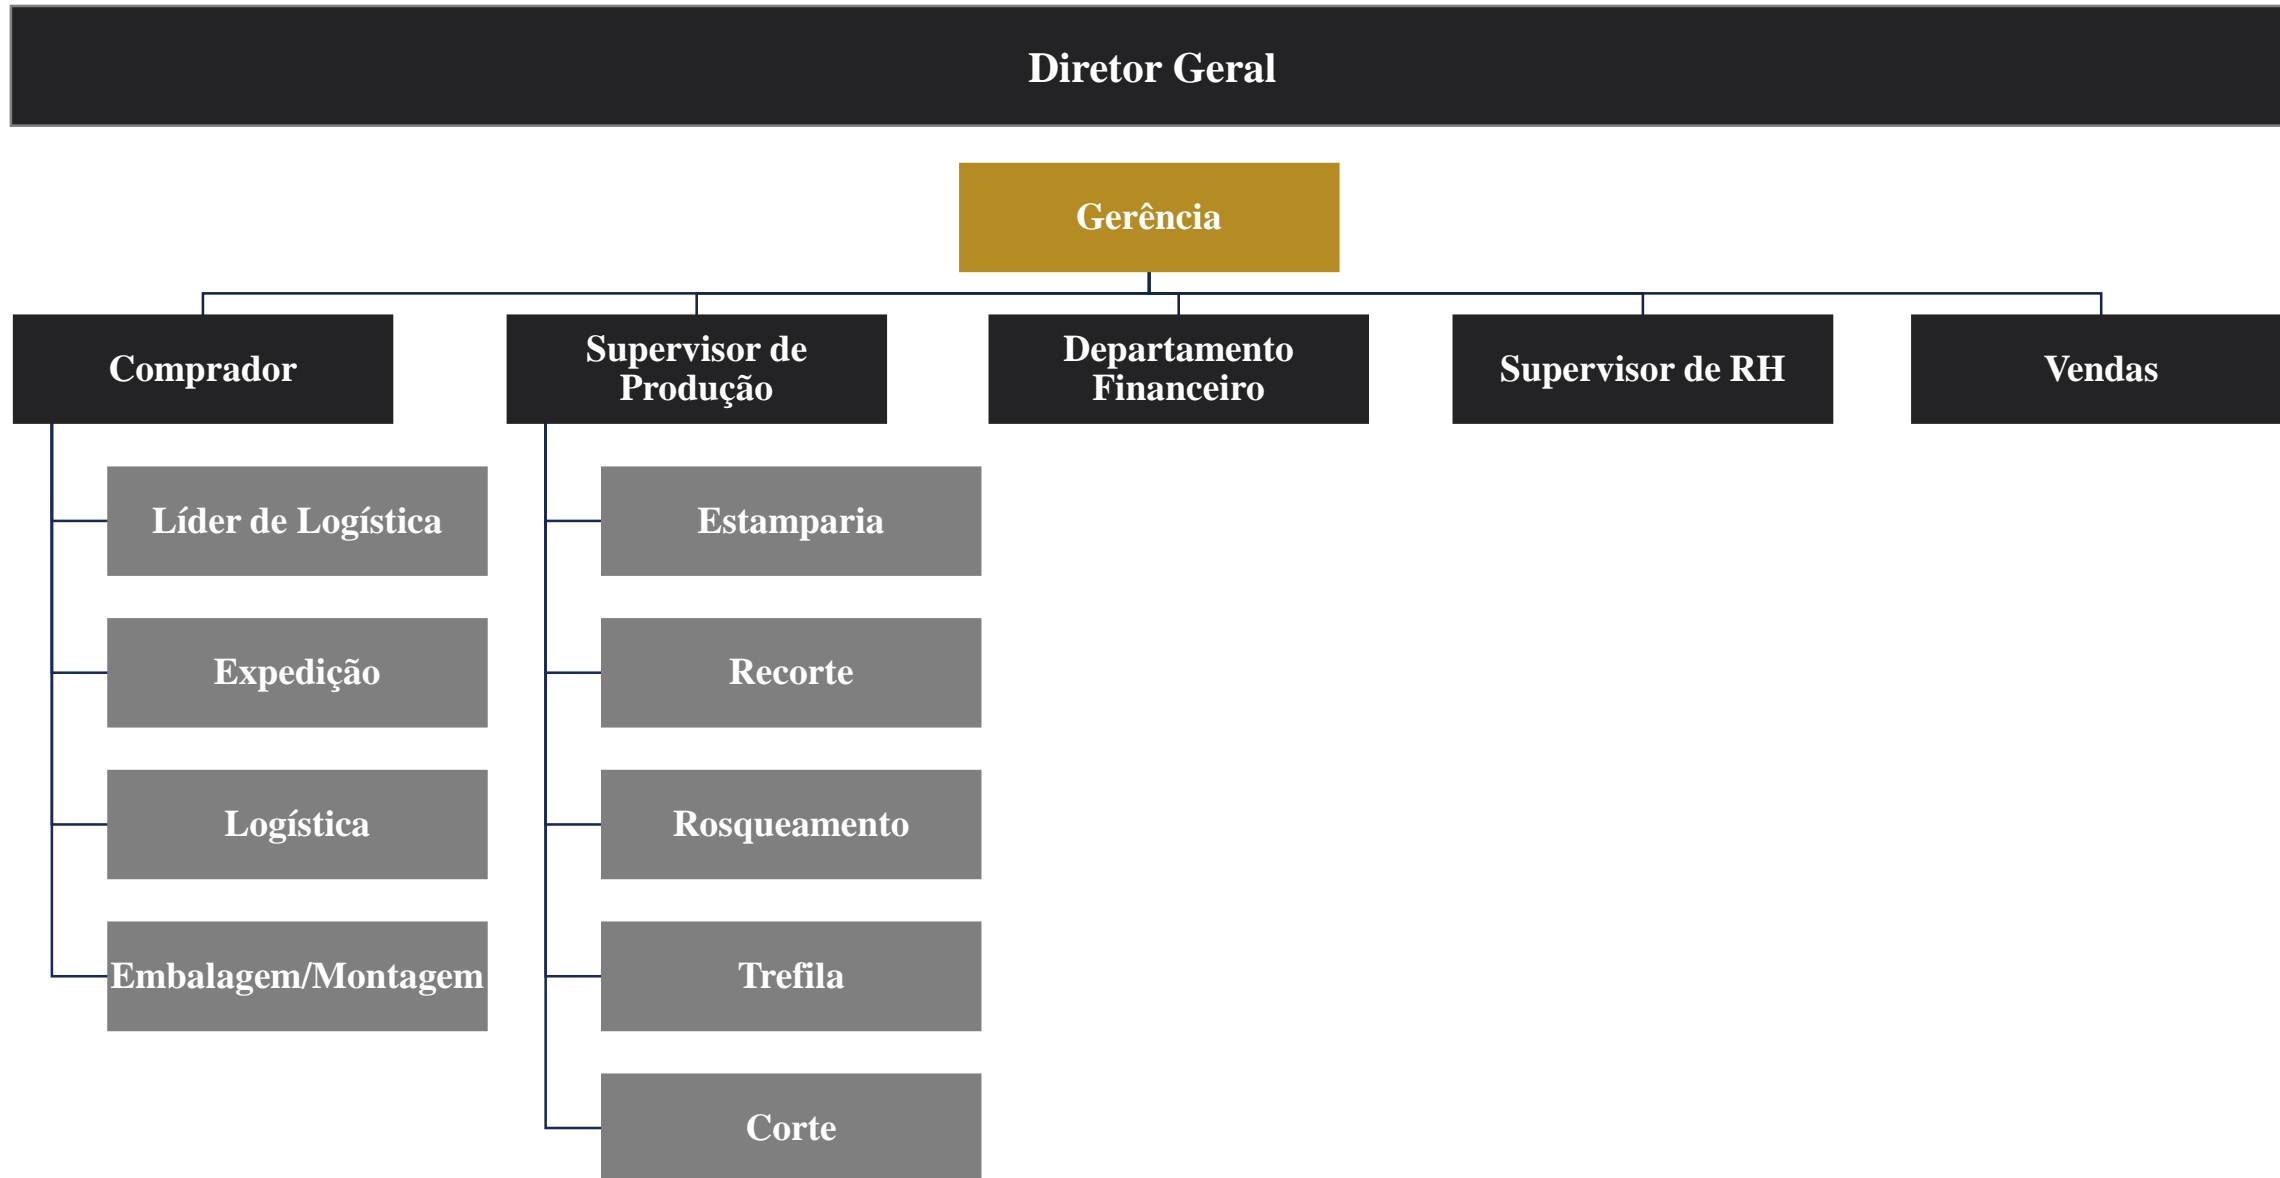 Diretor Geral
Gerência
Comprador
Supervisor de
Produção
Departamento
Financeiro
Supervisor de RH
Vendas
Líder de Logística
Estamparia
Expedição
Recorte
Logística
Rosqueamento
Embalagem/Montagem
Trefila
Corte